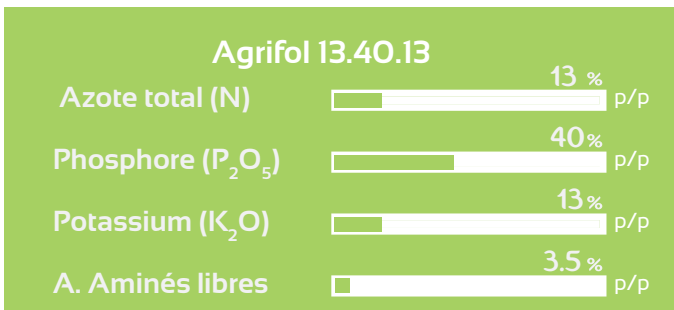 Agrifol 13.40.13
Azote total (N) 13 % p/p
Phosphore (P₂O₅) 40% p/p
Potassium (K₂O) 13% p/p
A. Aminés libres 3.5 % p/p